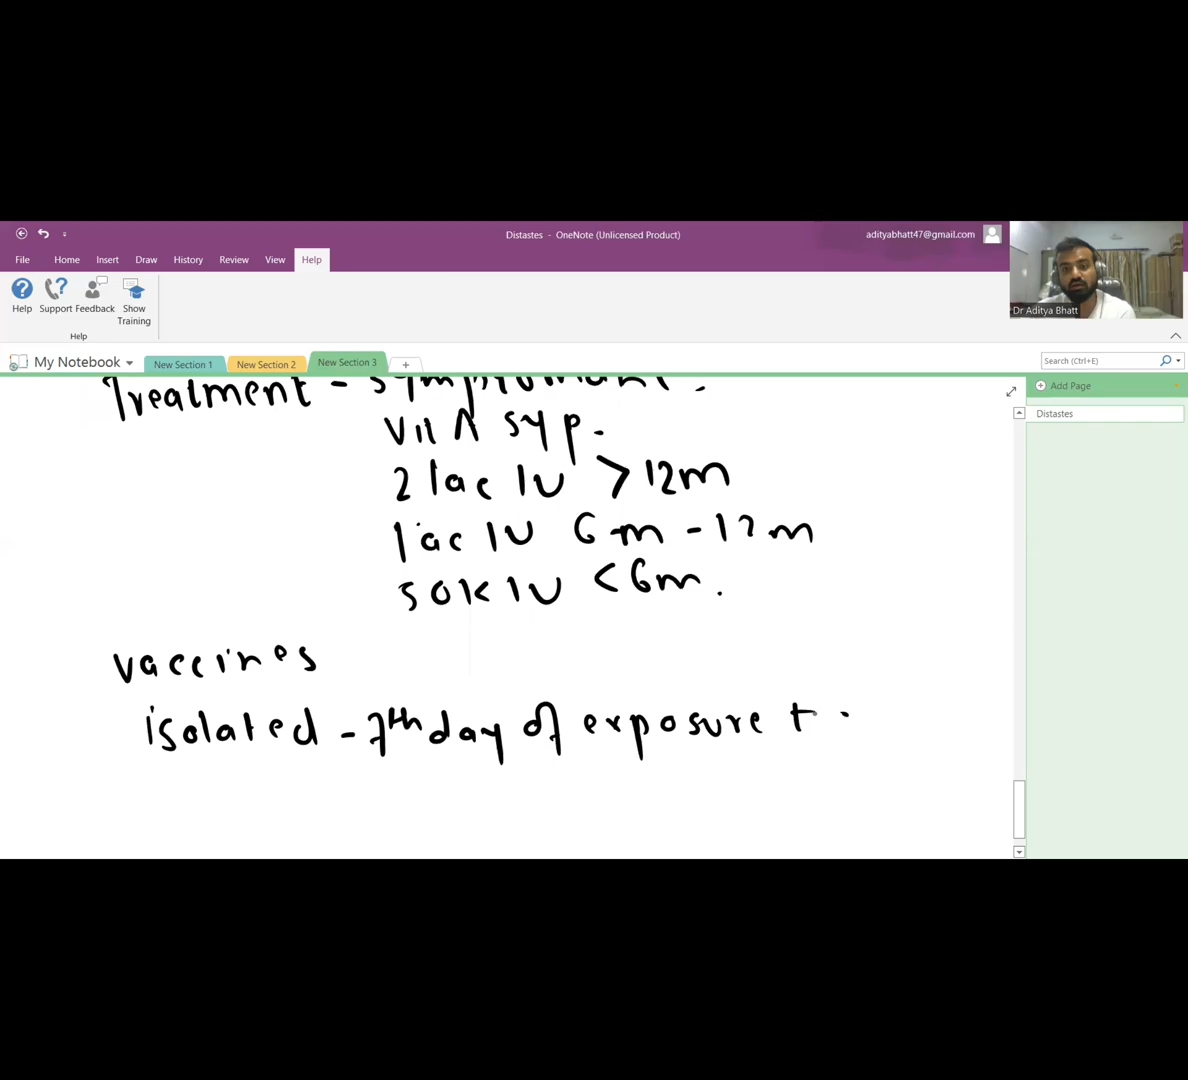 Distastes - OneNote (Unlicensed Product)
adityabhatt47@gmail.com
File Home Insert Draw History Review View Help
Help Support Feedback Show Training
Help
Dr Aditya Bhatt
My Notebook New Section 1 New Section 2 New Section 3 +
Search (Ctrl+E)
Add Page
Distastes
Treatment -
Vit A syp.
2 lac IU > 12m
1 lac IU 6m - 12m
50K IU < 6m.
vaccines
isolated - 7th day of exposure t